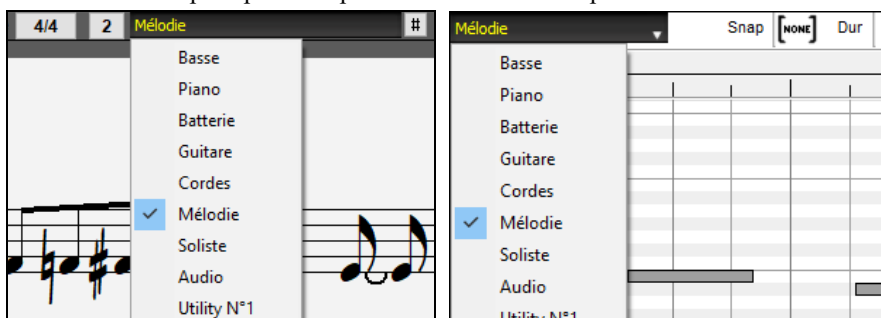 4/4 2 Mélodie #
Basse
Piano
Batterie
Guitare
Cordes
Mélodie
Soliste
Audio
Utility N°1
Mélodie Snap [NONE] Dur
Basse
Piano
Batterie
Guitare
Cordes
Mélodie
Soliste
Audio